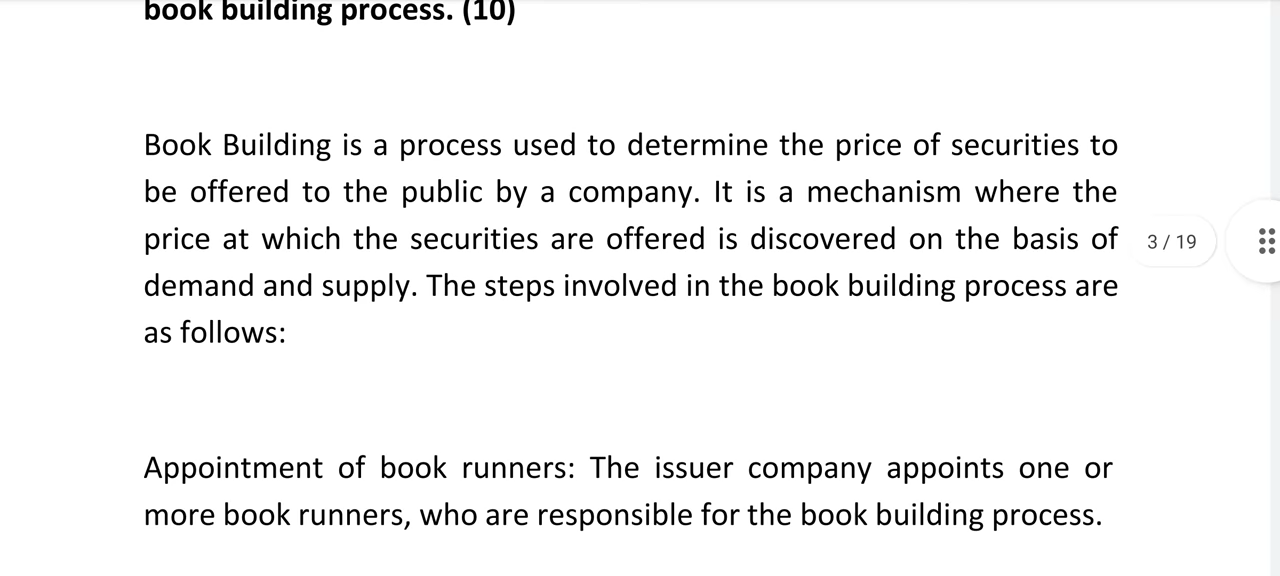 book building process. (10)
Book Building is a process used to determine the price of securities to
be offered to the public by a company. It is a mechanism where the
price at which the securities are offered is discovered on the basis of
3 / 19
demand and supply. The steps involved in the book building process are
as follows:
Appointment of book runners: The issuer company appoints one or
more book runners, who are responsible for the book building process.